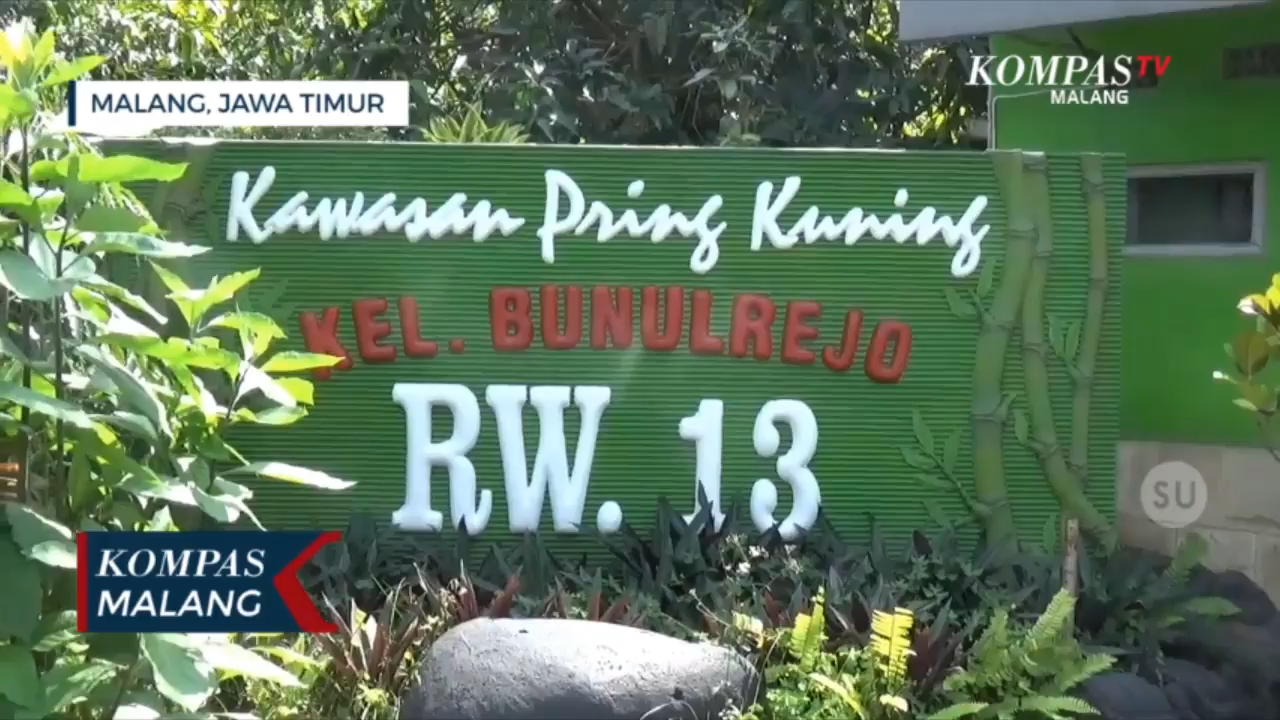 MALANG, JAWA TIMUR
KOMPASTV
MALANG
Kawasan Pring Kuning
KEL. BUNULREJO
RW. 13
SU
KOMPAS
MALANG